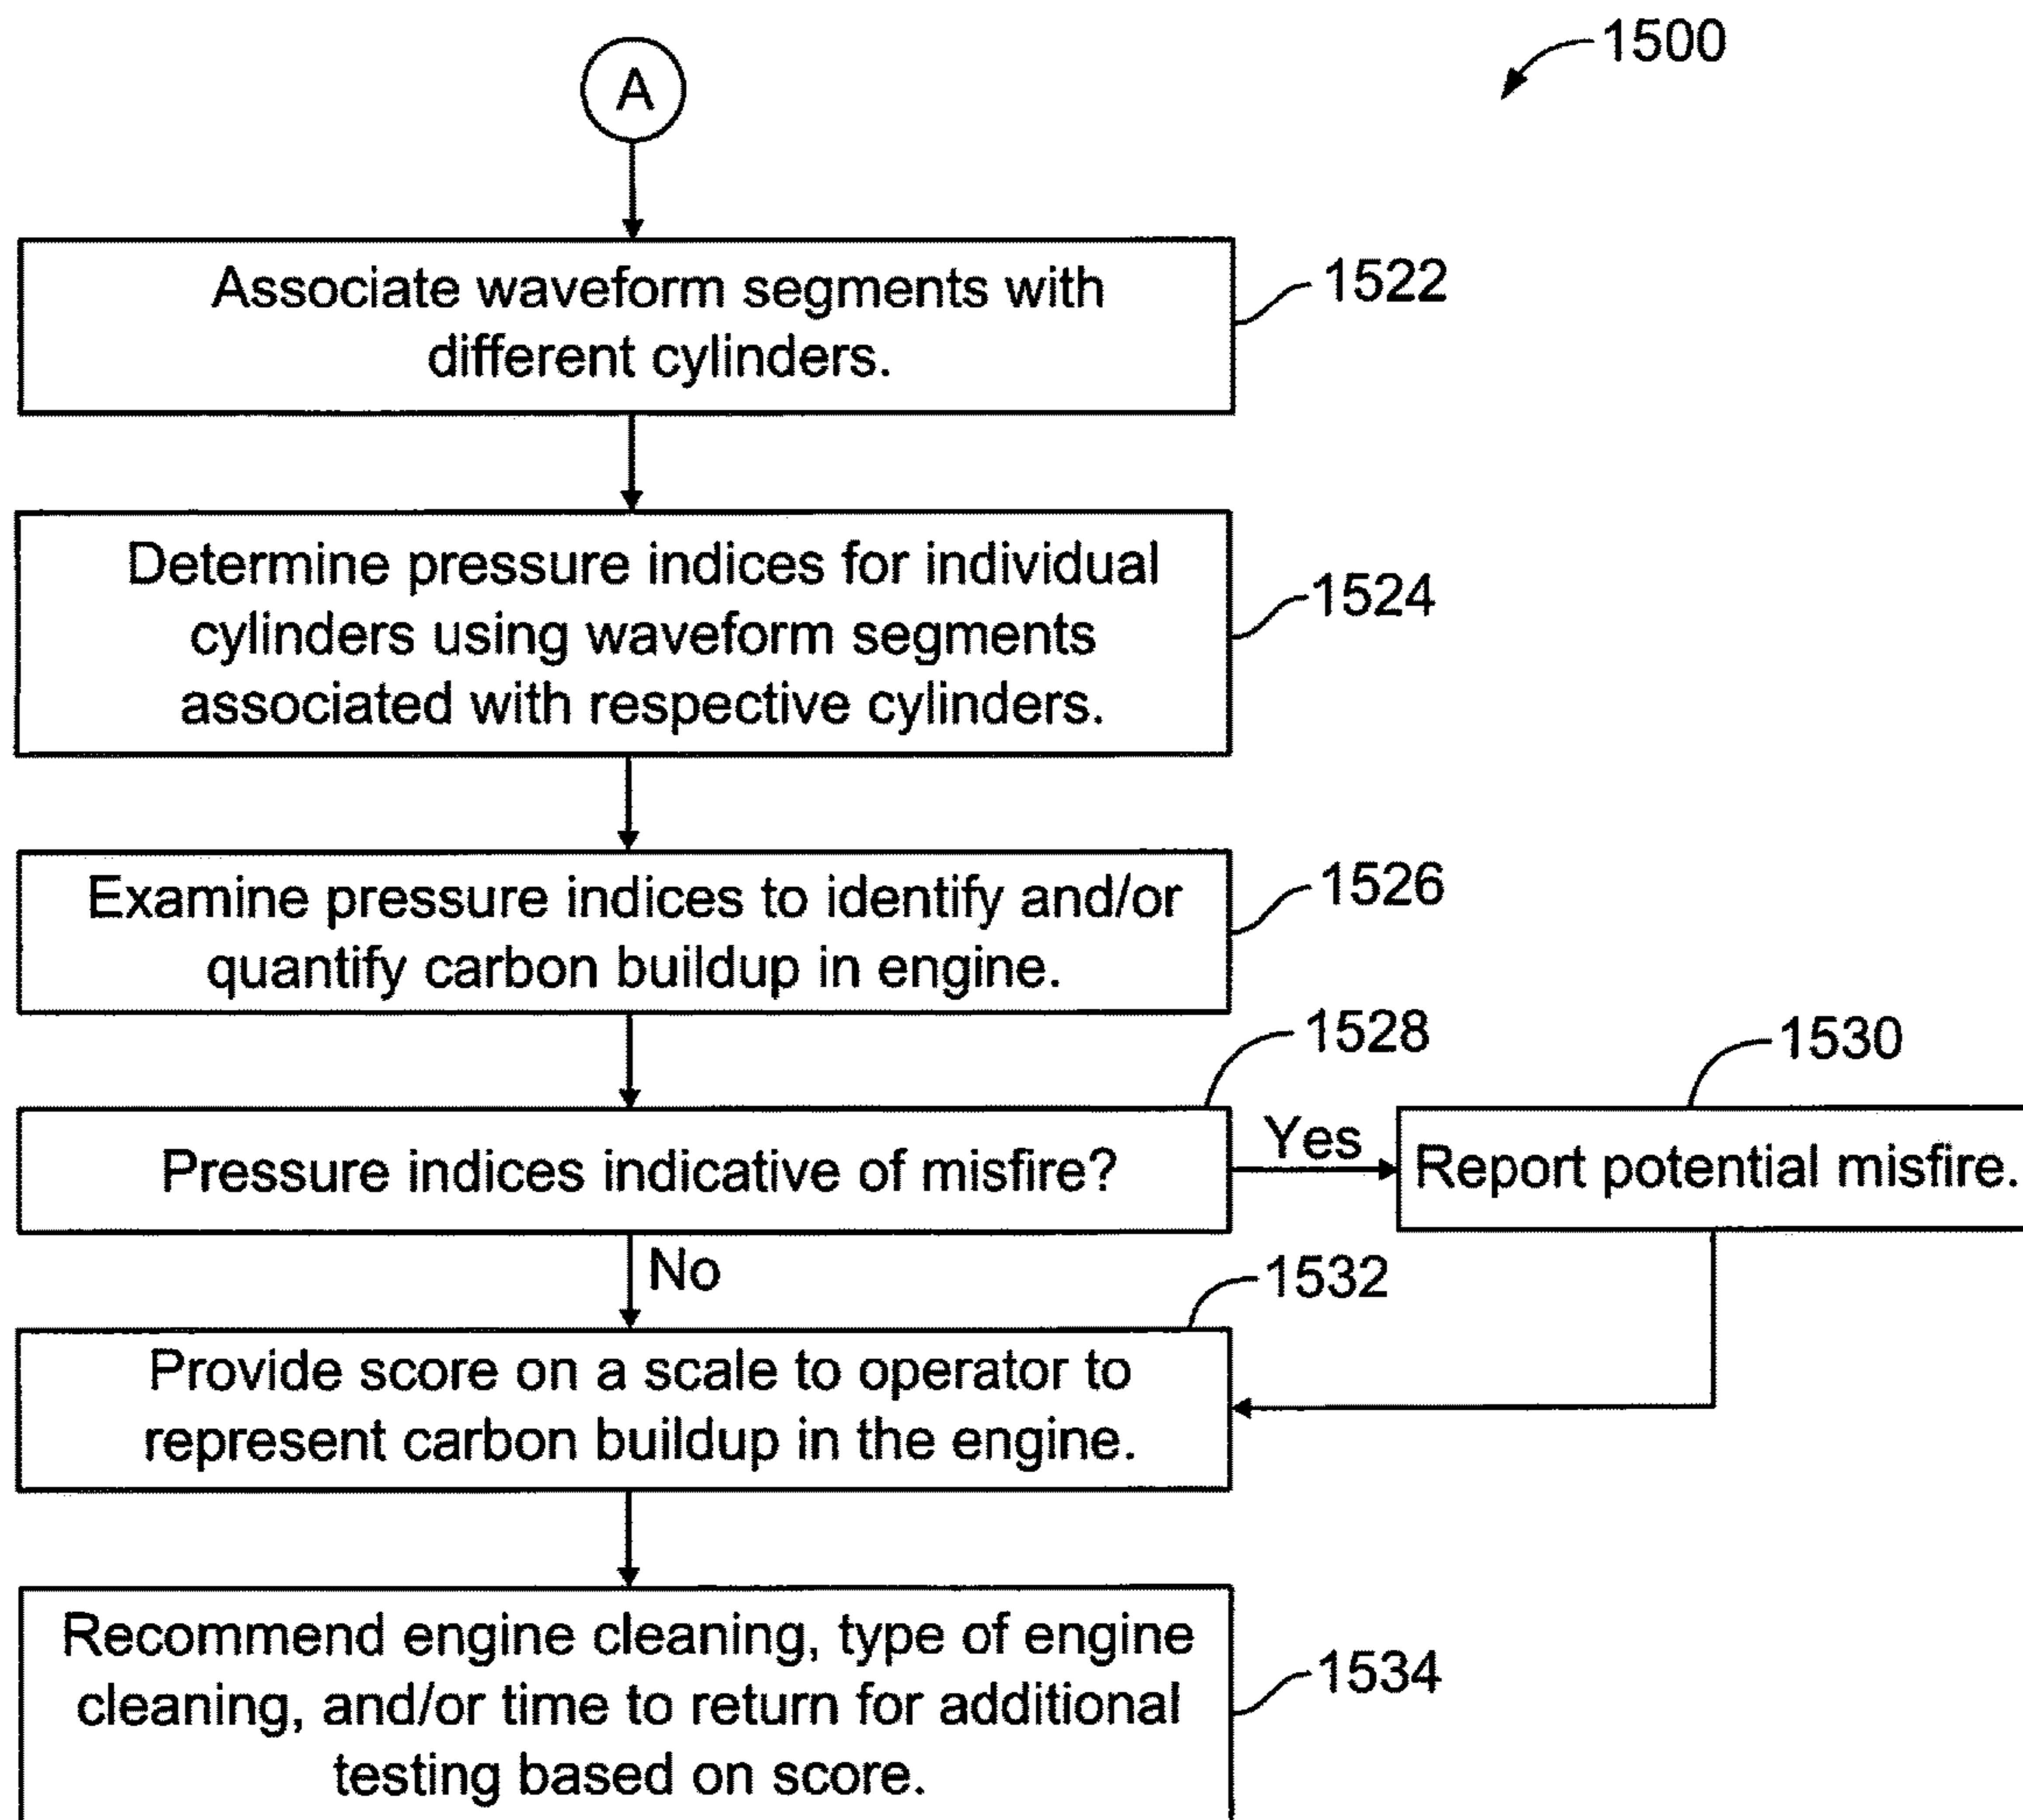 1500
A
Associate waveform segments with
different cylinders.
1522
Determine pressure indices for individual
cylinders using waveform segments
associated with respective cylinders.
1524
Examine pressure indices to identify and/or
quantify carbon buildup in engine.
1526
1528
1530
Pressure indices indicative of misfire?
Yes
Report potential misfire.
No
1532
Provide score on a scale to operator to
represent carbon buildup in the engine.
Recommend engine cleaning, type of engine
cleaning, and/or time to return for additional
testing based on score.
1534